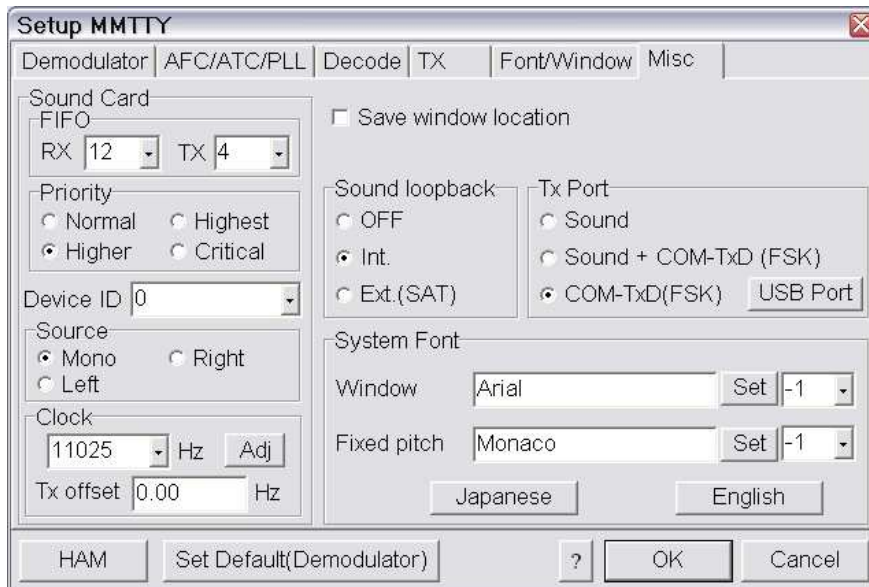 Setup MMTTY
Demodulator AFC/ATC/PLL Decode TX Font/Window Misc
Sound Card
FIFO
RX 12 TX 4
Priority
Normal Highest
Higher Critical
Device ID 0
Source
Mono Right
Left
Clock
11025 Hz Adj
Tx offset 0.00 Hz
Save window location
Sound loopback
OFF
Int.
Ext.(SAT)
Tx Port
Sound
Sound + COM-TxD (FSK)
COM-TxD(FSK) USB Port
System Font
Window Arial Set -1
Fixed pitch Monaco Set -1
Japanese English
HAM Set Default(Demodulator) ? OK Cancel